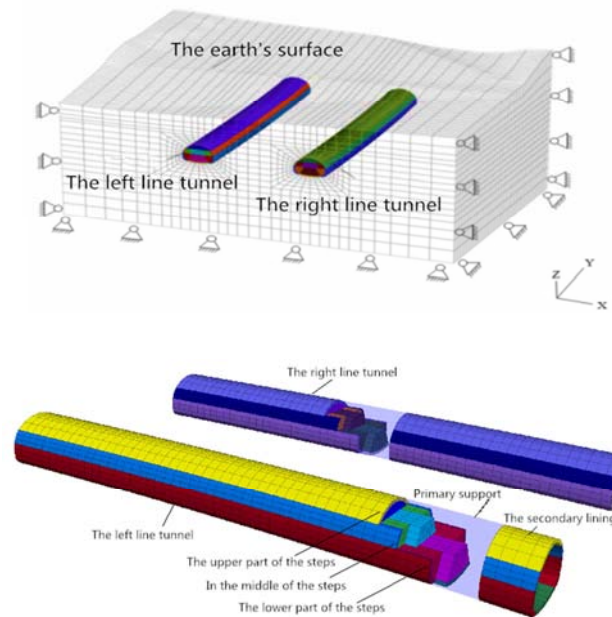 The earth's surface
The left line tunnel
The right line tunnel
Z
Y
X
The right line tunnel
Primary support
The secondary lining
The left line tunnel
The upper part of the steps
In the middle of the steps
The lower part of the steps